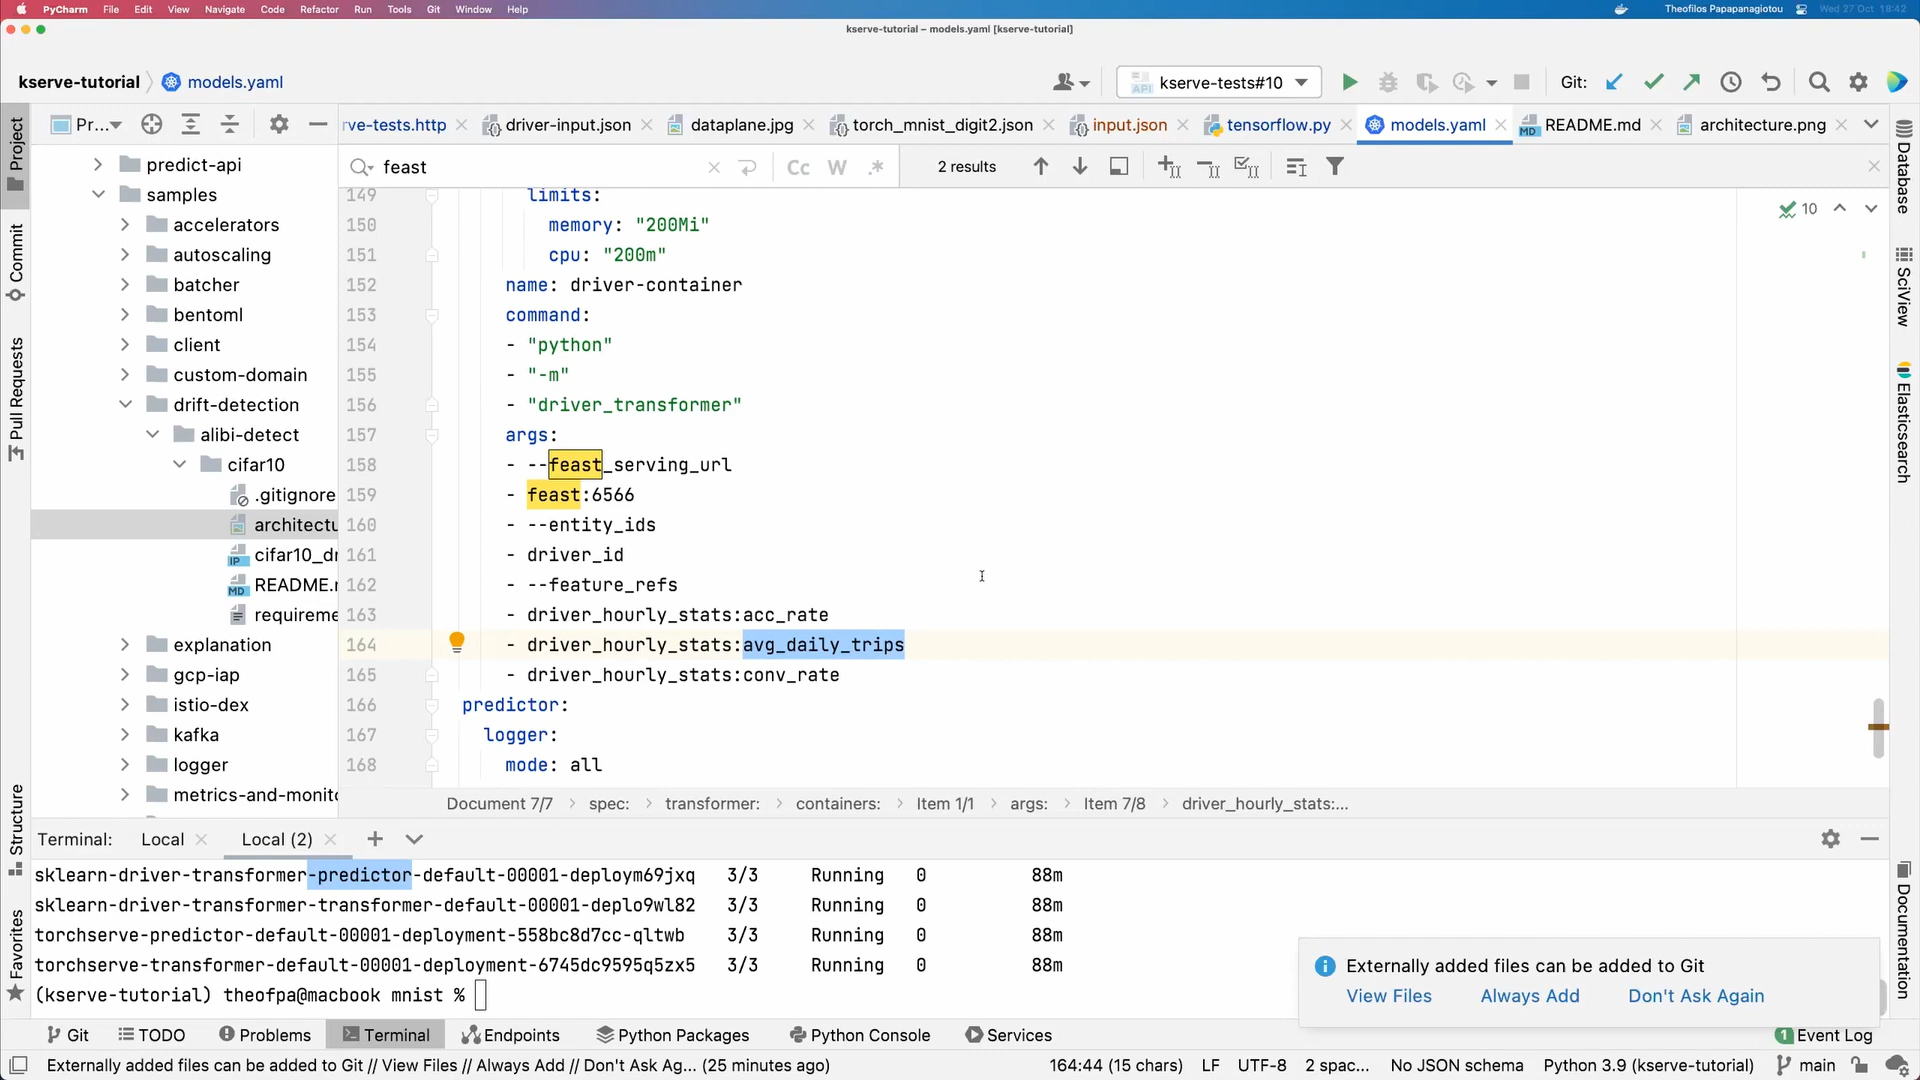 PyCharm File Edit View Navigate Code Refactor Run Tools Git Window Help Theofilos Papapanagiotou Wed 27 Oct 18:42
kserve-tutorial – models.yaml [kserve-tutorial]
kserve-tutorial models.yaml kserve-tests#10 Git:
Pr... rve-tests.http driver-input.json dataplane.jpg torch_mnist_digit2.json input.json tensorflow.py models.yaml README.md architecture.png
feast Cc W .* 2 results
10
Project
Commit
Pull Requests
Structure
Favorites
predict-api
samples
accelerators
autoscaling
batcher
bentoml
client
custom-domain
drift-detection
alibi-detect
cifar10
.gitignore
architectu
cifar10_dr
README.r
requireme
explanation
gcp-iap
istio-dex
kafka
logger
metrics-and-monito
149 limits:
150 memory: "200Mi"
151 cpu: "200m"
152 name: driver-container
153 command:
154 - "python"
155 - "-m"
156 - "driver_transformer"
157 args:
158 - --feast_serving_url
159 - feast:6566
160 - --entity_ids
161 - driver_id
162 - --feature_refs
163 - driver_hourly_stats:acc_rate
164 - driver_hourly_stats:avg_daily_trips
165 - driver_hourly_stats:conv_rate
166 predictor:
167 logger:
168 mode: all
Document 7/7 spec: transformer: containers: Item 1/1 args: Item 7/8 driver_hourly_stats:...
Database
SciView
Elasticsearch
Documentation
Terminal: Local Local (2)
sklearn-driver-transformer-predictor-default-00001-deploym69jxq 3/3 Running 0 88m
sklearn-driver-transformer-transformer-default-00001-deplo9wl82 3/3 Running 0 88m
torchserve-predictor-default-00001-deployment-558bc8d7cc-qltwb 3/3 Running 0 88m
torchserve-transformer-default-00001-deployment-6745dc9595q5zx5 3/3 Running 0 88m
(kserve-tutorial) theofpa@macbook mnist %
Externally added files can be added to Git
View Files Always Add Don't Ask Again
Git TODO Problems Terminal Endpoints Python Packages Python Console Services 1 Event Log
Externally added files can be added to Git // View Files // Always Add // Don't Ask Ag... (25 minutes ago) 164:44 (15 chars) LF UTF-8 2 spac... No JSON schema Python 3.9 (kserve-tutorial) main